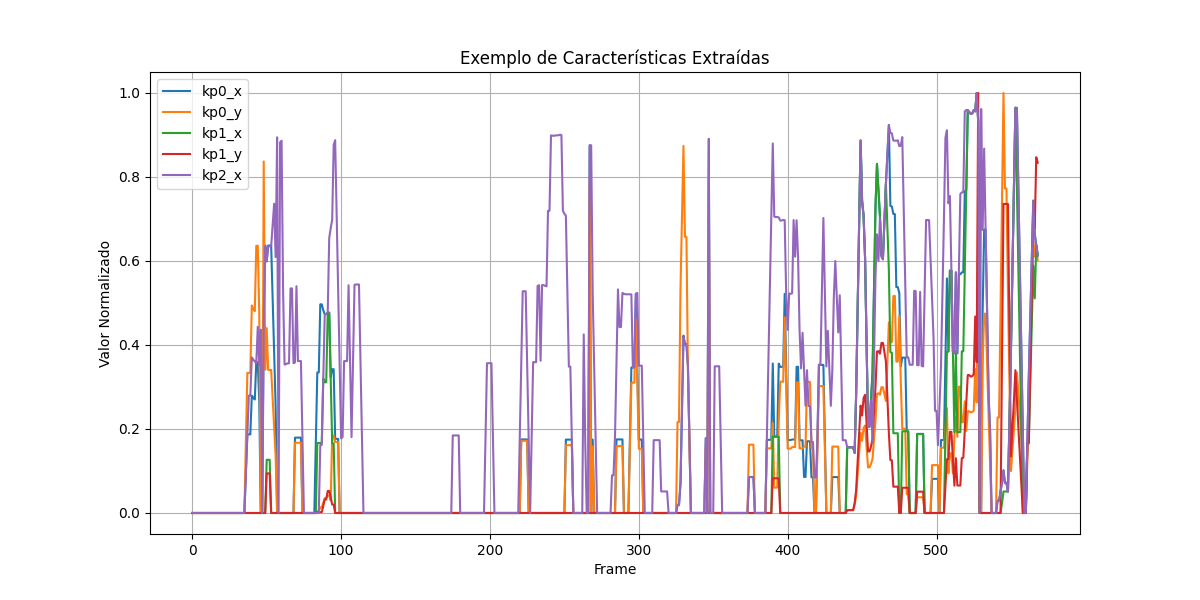 Exemplo de Características Extraídas
kp0_x
kp0_y
kp1_x
kp1_y
kp2_x
Valor Normalizado
1.0
0.8
0.6
0.4
0.2
0.0
0 100 200 300 400 500
Frame